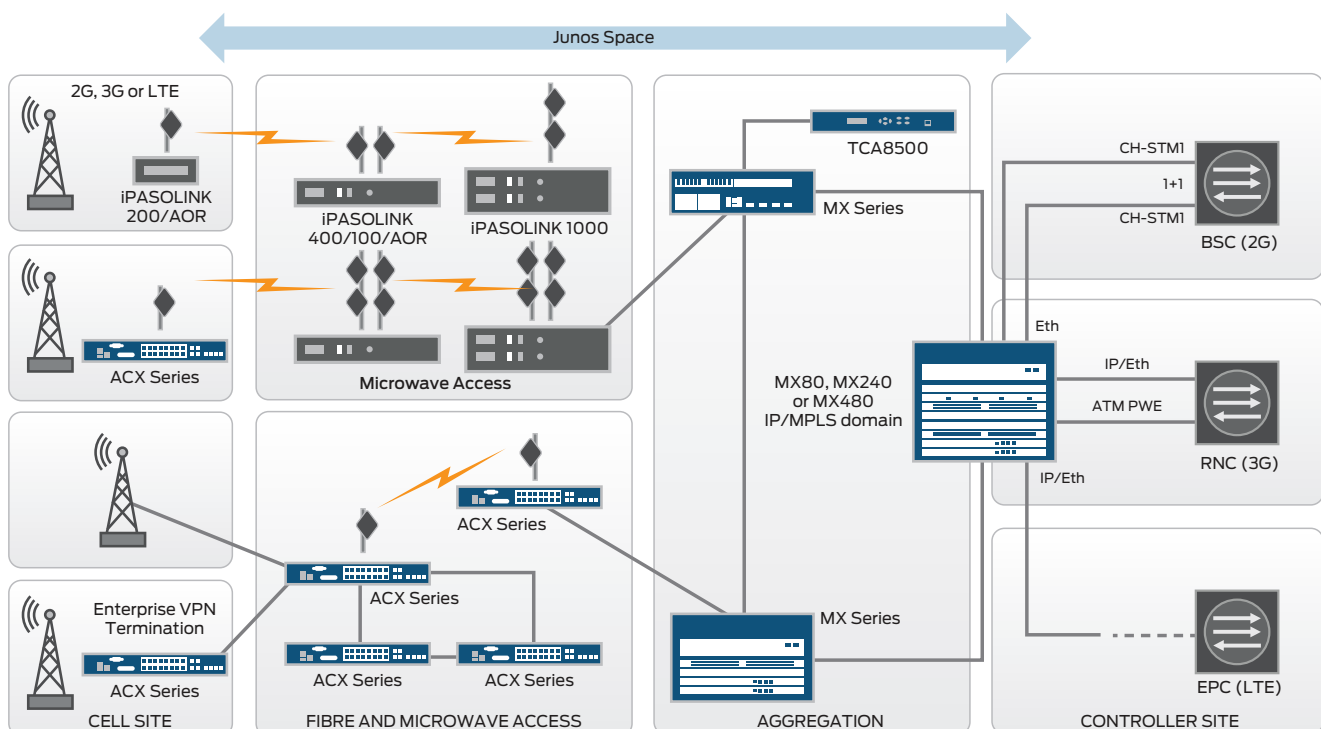 Junos Space
2G, 3G or LTE
iPASOLINK
200/AOR
iPASOLINK
400/100/AOR
iPASOLINK 1000
ACX Series
Microwave Access
Enterprise VPN
Termination
ACX Series
CELL SITE
ACX Series
ACX Series
ACX Series
ACX Series
FIBRE AND MICROWAVE ACCESS
TCA8500
MX Series
MX80, MX240
or MX480
IP/MPLS domain
MX Series
AGGREGATION
CH-STM1
1+1
CH-STM1
BSC (2G)
Eth
IP/Eth
ATM PWE
RNC (3G)
IP/Eth
EPC (LTE)
CONTROLLER SITE